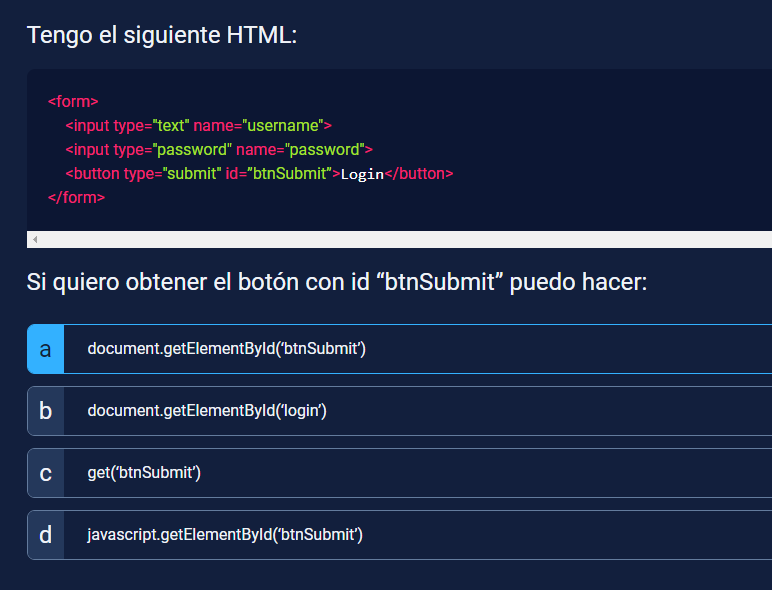 Tengo el siguiente HTML:
<form>
<input type="text" name="username">
<input type="password" name="password">
<button type="submit" id="btnSubmit”>Login</button>
</form>
Si quiero obtener el botón con id “btnSubmit” puedo hacer:
a document.getElementById(‘btnSubmit’)
b document.getElementById(‘login’)
c get(‘btnSubmit’)
d javascript.getElementById(‘btnSubmit’)